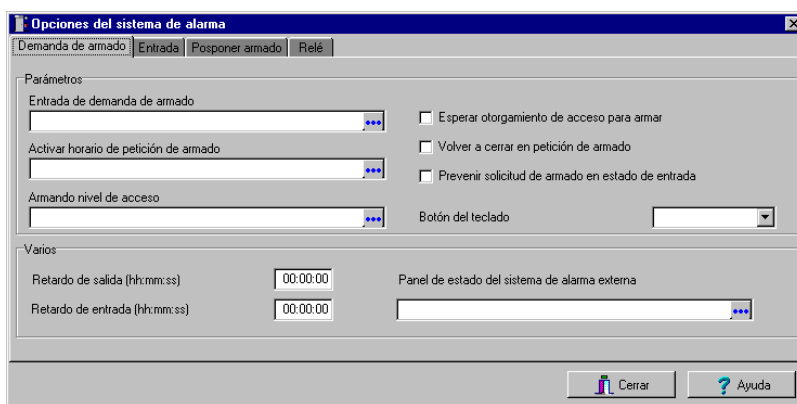 Opciones del sistema de alarma
Demanda de armado Entrada Posponer armado Relé
Parámetros
Entrada de demanda de armado
Esperar otorgamiento de acceso para armar
Activar horario de petición de armado
Volver a cerrar en petición de armado
Prevenir solicitud de armado en estado de entrada
Armando nivel de acceso
Botón del teclado
Varios
Retardo de salida (hh:mm:ss) 00:00:00 Panel de estado del sistema de alarma externa
Retardo de entrada (hh:mm:ss) 00:00:00
Cerrar Ayuda